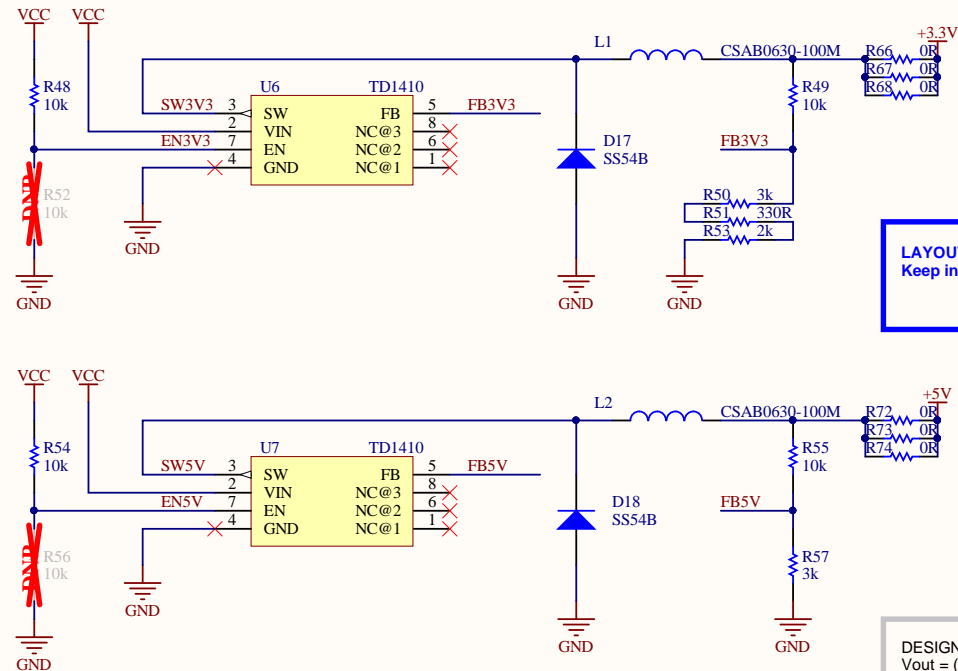 VCC VCC
R48
10k
SW3V3
EN3V3
DNP
R52
10k
GND
GND
U6 TD1410
3 SW FB 5 FB3V3
2 VIN NC@3 8
7 EN NC@2 6
4 GND NC@1 1
D17
SS54B
GND
L1 CSAB0630-100M
R49
10k
FB3V3
R50 3k
R51 330R
R53 2k
GND
+3.3V
R66 0R
R67 0R
R68 0R
LAYOU
Keep in
VCC VCC
R54
10k
SW5V
EN5V
DNP
R56
10k
GND
GND
U7 TD1410
3 SW FB 5 FB5V
2 VIN NC@3 8
7 EN NC@2 6
4 GND NC@1 1
D18
SS54B
GND
L2 CSAB0630-100M
R55
10k
FB5V
R57
3k
GND
+5V
R72 0R
R73 0R
R74 0R
DESIGN
Vout = (